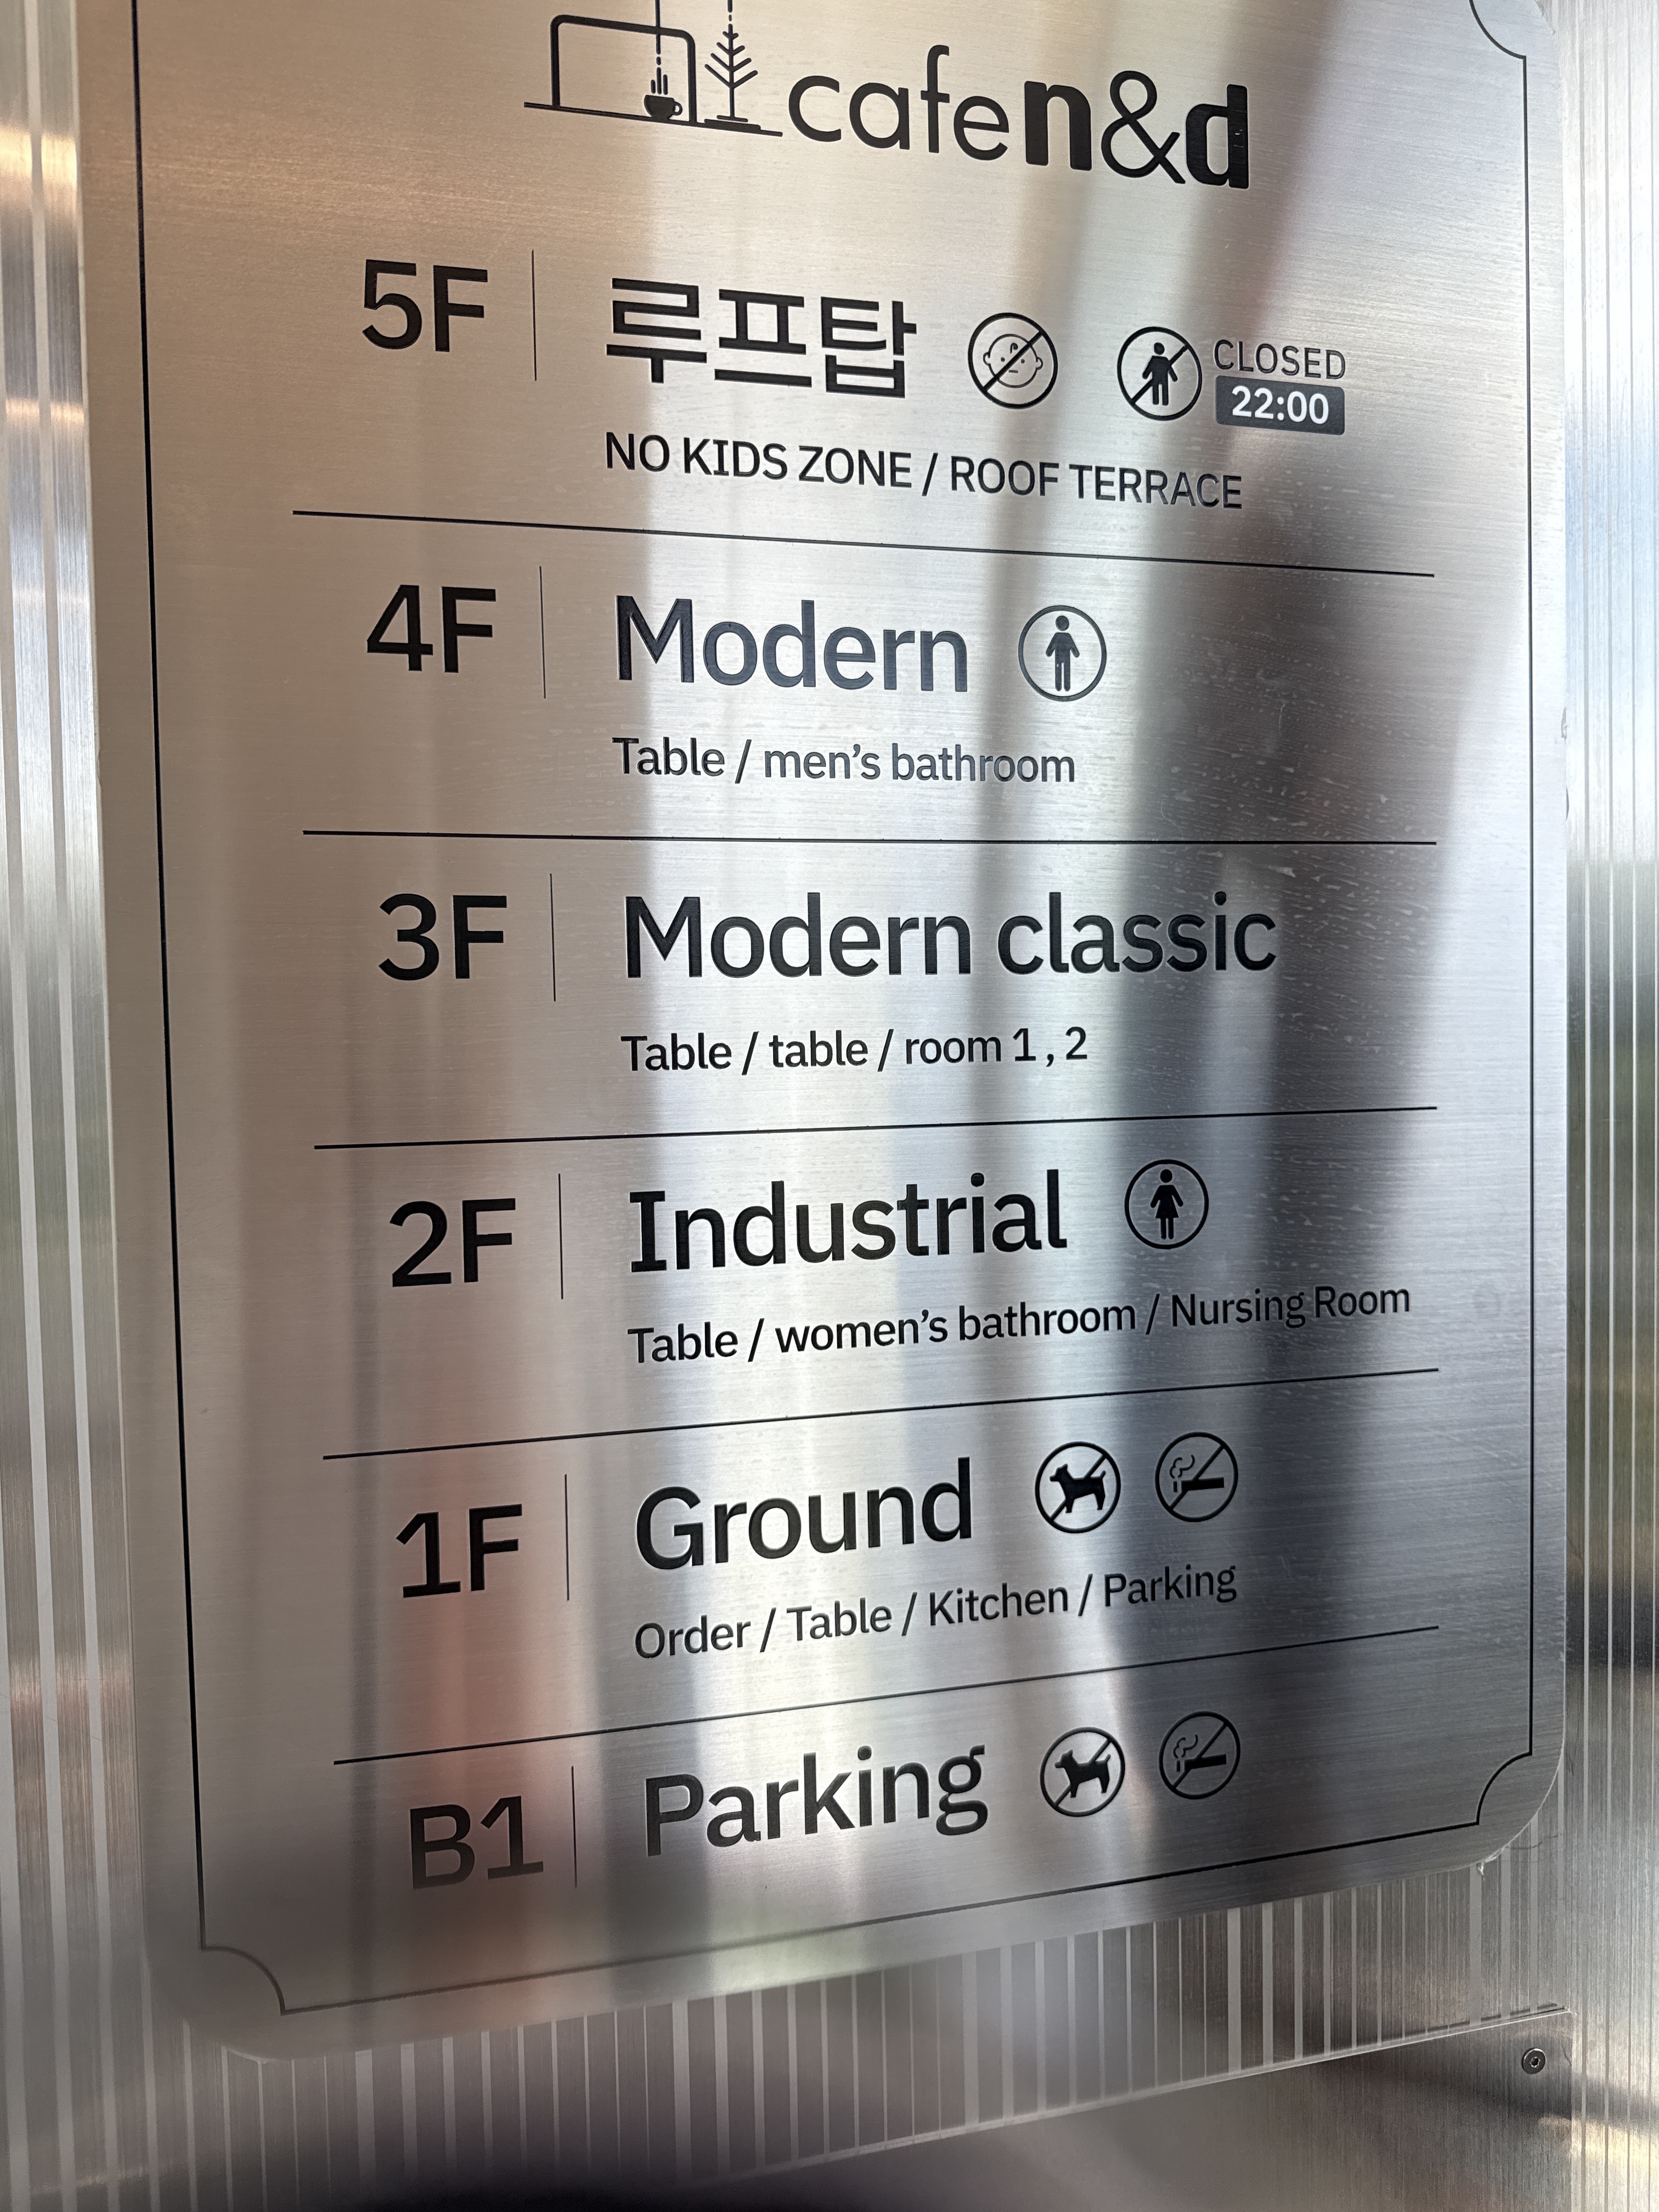 cafe n&d
5F 루프탑 CLOSED
22:00
NO KIDS ZONE / ROOF TERRACE
4F Modern
Table / men's bathroom
3F Modern classic
Table / table / room 1 , 2
2F Industrial
Table / women's bathroom / Nursing Room
1F Ground
Order / Table / Kitchen / Parking
B1 Parking